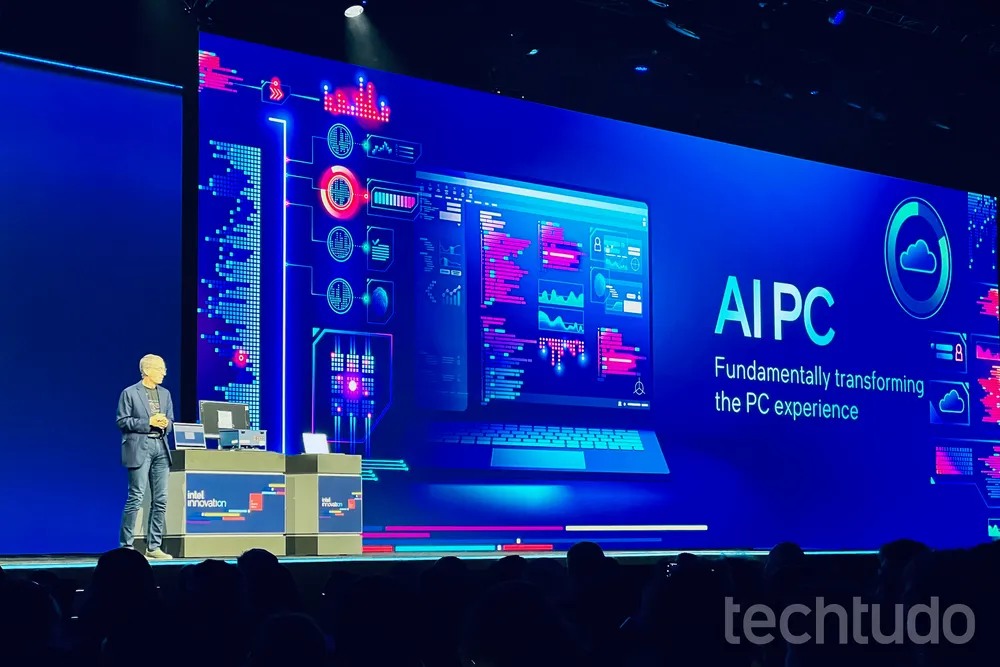 AI PC
Fundamentally transforming
the PC experience
intel
innovation
intel
innovation
techtudo